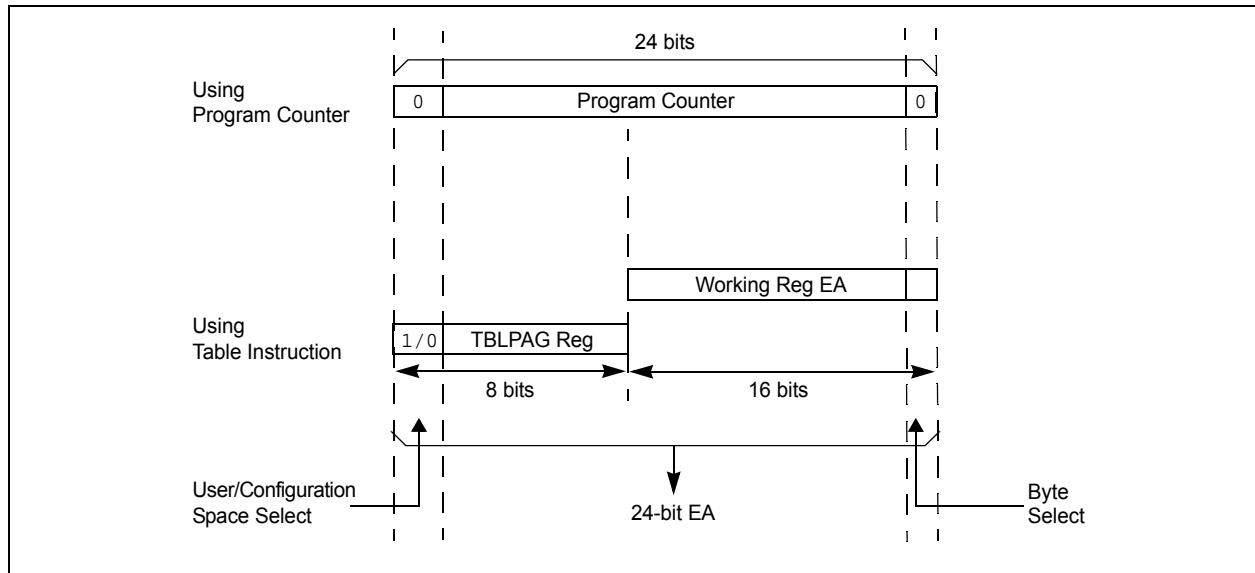 24 bits
Using
Program Counter
0
Program Counter
0
Working Reg EA
Using
Table Instruction
1/0
TBLPAG Reg
8 bits
16 bits
User/Configuration
Space Select
24-bit EA
Byte
Select